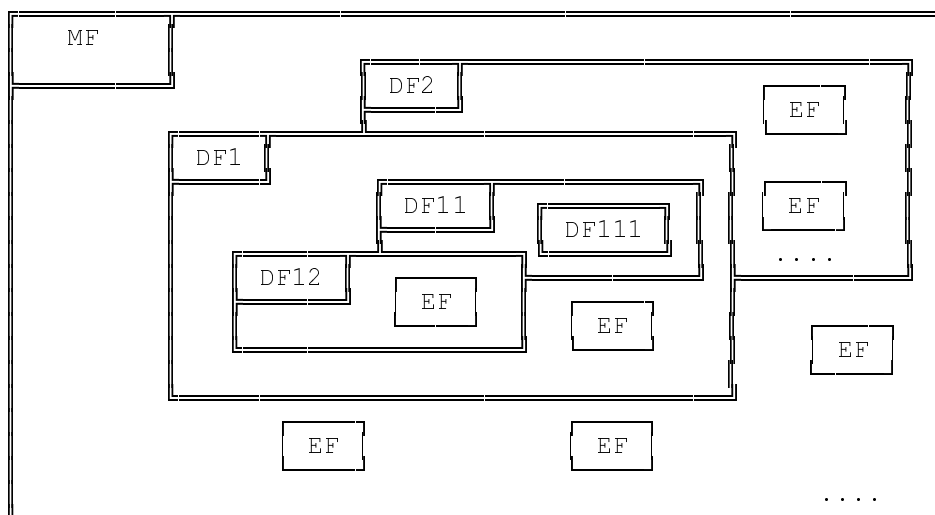 MF
DF2
EF
DF1
EF
DF11
DF111
....
DF12
EF
EF
EF
EF
EF
....